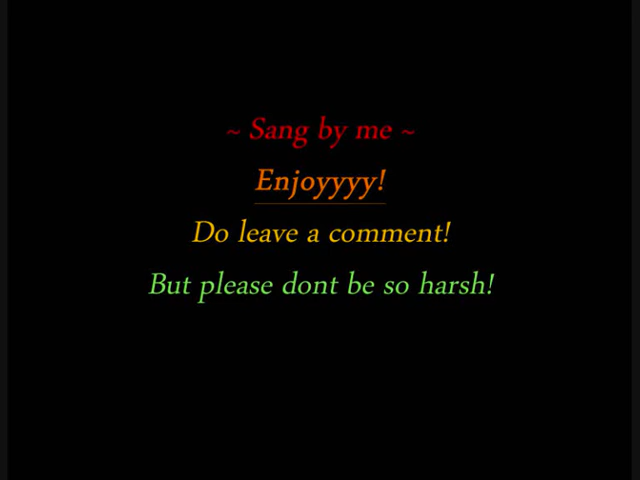 ~ Sang by me ~
Enjoyyyy!
Do leave a comment!
But please dont be so harsh!